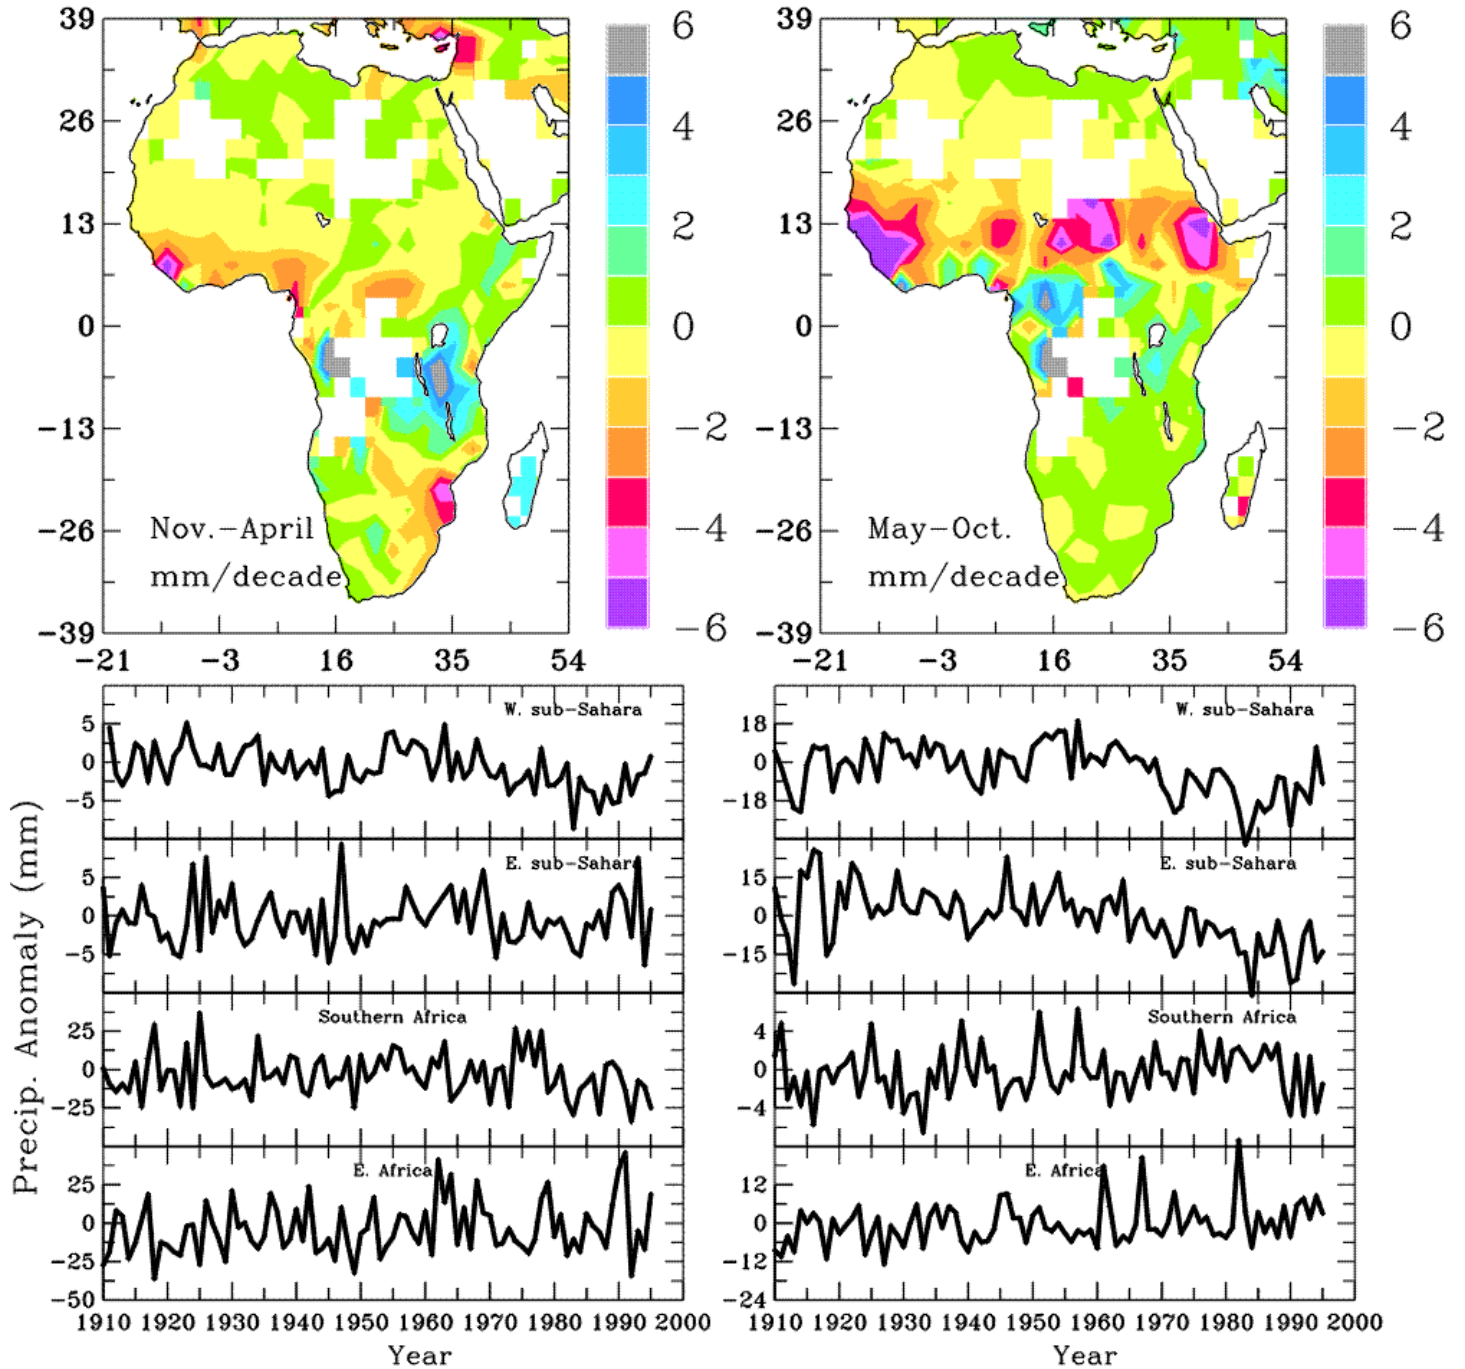 39
26
13
0
−13
−26
−39
−21 −3 16 35 54
Nov.−April
mm/decade
6
4
2
0
−2
−4
−6
39
26
13
0
−13
−26
−39
−21 −3 16 35 54
May−Oct.
mm/decade
6
4
2
0
−2
−4
−6
Precip. Anomaly (mm)
W. sub−Sahara
5
0
−5
E. sub−Sahara
5
0
−5
Southern Africa
25
0
−25
E. Africa
25
0
−25
−50
1910 1920 1930 1940 1950 1960 1970 1980 1990 2000
Year
W. sub−Sahara
18
0
−18
E. sub−Sahara
15
0
−15
Southern Africa
4
0
−4
E. Africa
12
0
−12
−24
1910 1920 1930 1940 1950 1960 1970 1980 1990 2000
Year